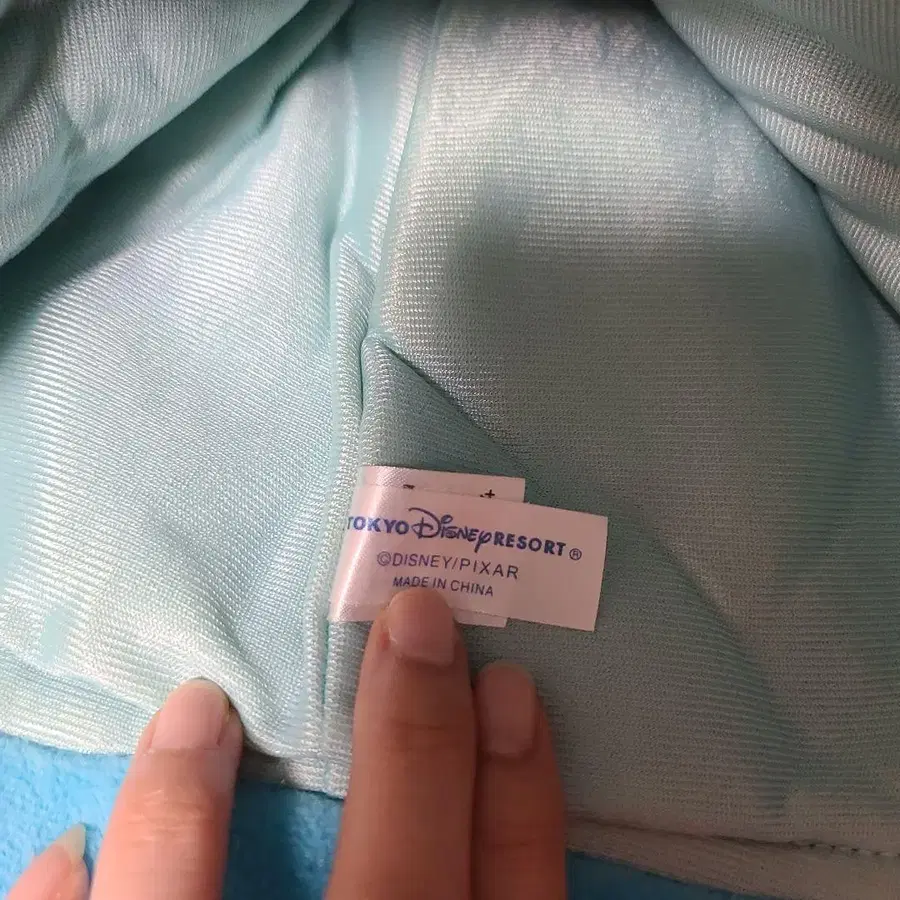 TOKYO DISNEY RESORT ®
©DISNEY/PIXAR
MADE IN CHINA